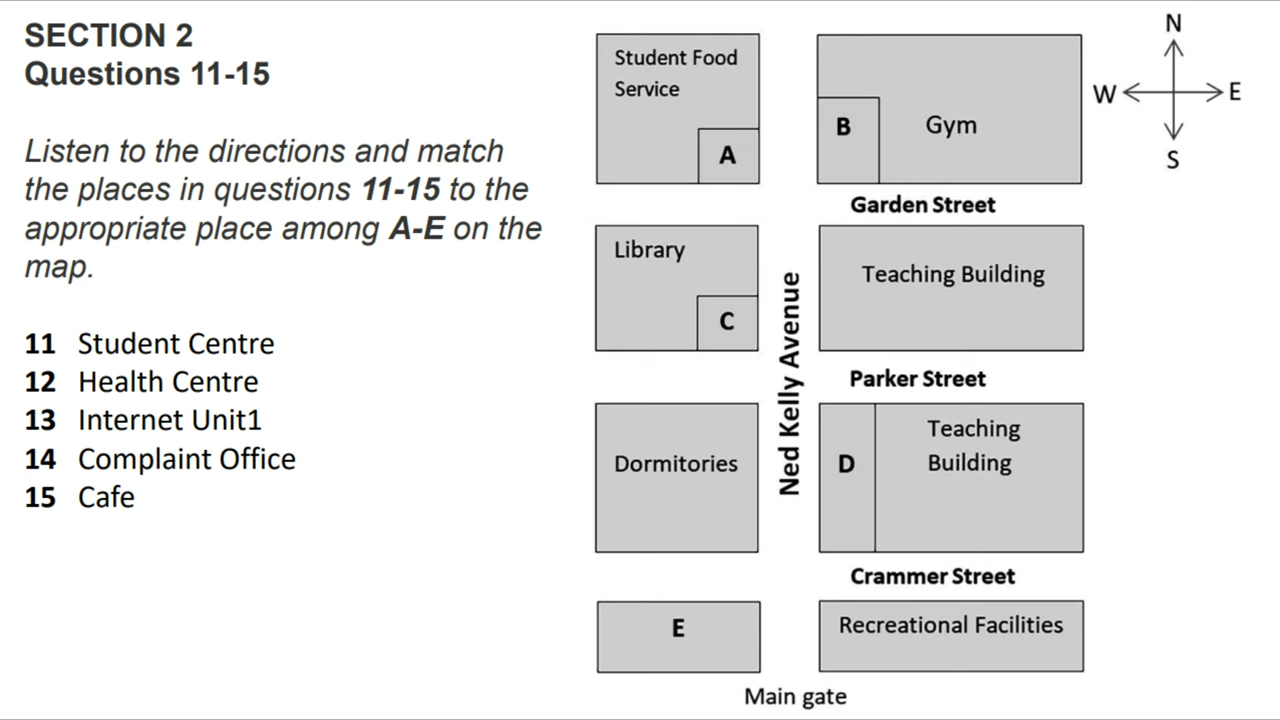 SECTION 2
Questions 11-15
Listen to the directions and match
the places in questions 11-15 to the
appropriate place among A-E on the
map.
11 Student Centre
12 Health Centre
13 Internet Unit1
14 Complaint Office
15 Cafe
Student Food
Service
A
B
Gym
N
W
E
S
Garden Street
Library
C
Ned Kelly Avenue
Teaching Building
Parker Street
Dormitories
D
Teaching
Building
Crammer Street
E
Recreational Facilities
Main gate